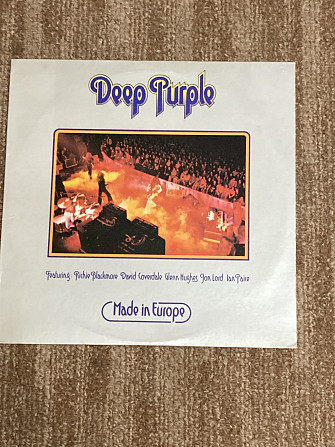 Deep Purple
Featuring: Ritchie Blackmore David Coverdale Glenn Hughes Jon Lord Ian Paice
Made in Europe